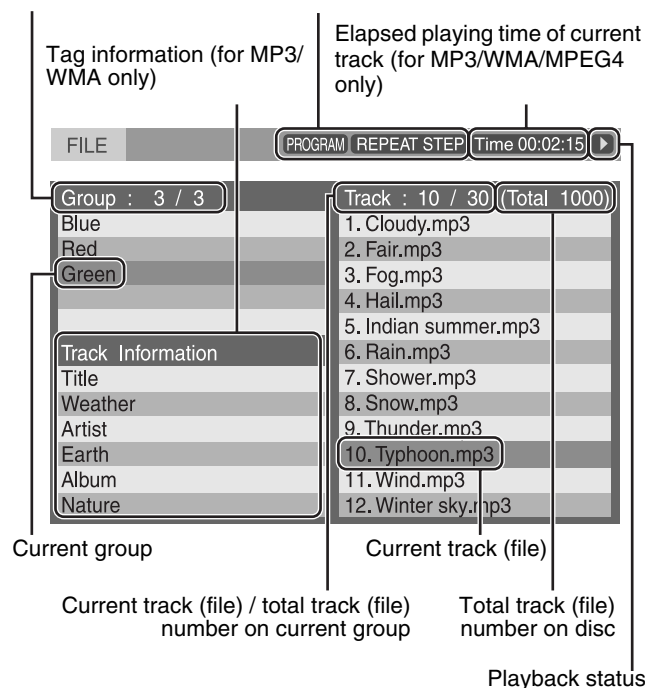 Tag information (for MP3/
WMA only)
Elapsed playing time of current
track (for MP3/WMA/MPEG4
only)
FILE
PROGRAM REPEAT STEP Time 00:02:15
Group : 3 / 3
Blue
Red
Green
Track Information
Title
Weather
Artist
Earth
Album
Nature
Track : 10 / 30 (Total 1000)
1. Cloudy.mp3
2. Fair.mp3
3. Fog.mp3
4. Hail.mp3
5. Indian summer.mp3
6. Rain.mp3
7. Shower.mp3
8. Snow.mp3
9. Thunder.mp3
10. Typhoon.mp3
11. Wind.mp3
12. Winter sky.mp3
Current group
Current track (file)
Current track (file) / total track (file)
number on current group
Total track (file)
number on disc
Playback status